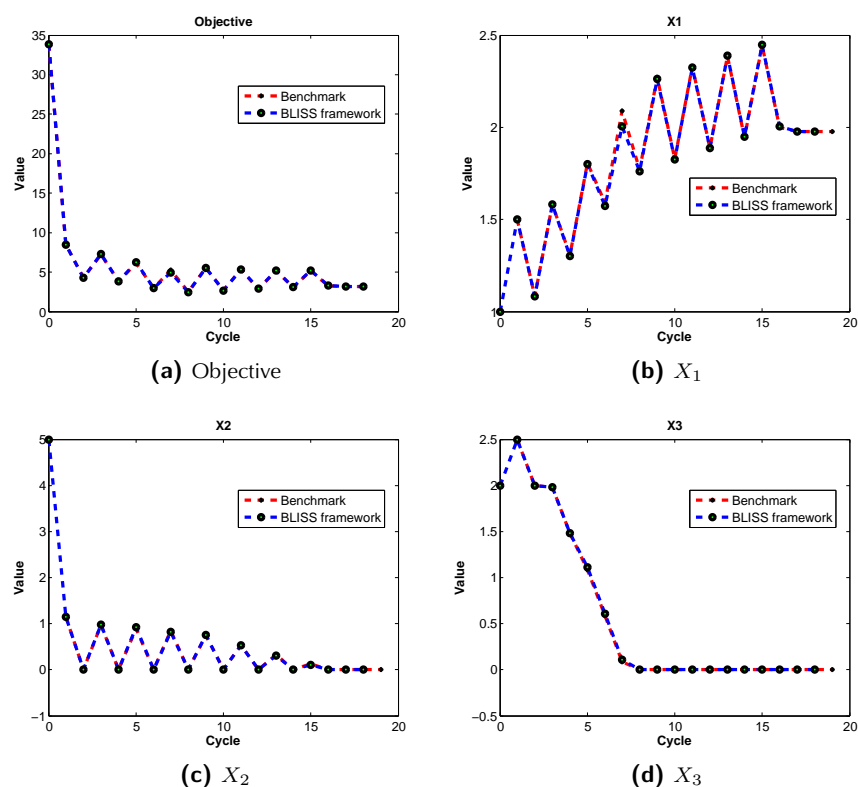 Objective
35
30
25
20
15
10
5
0
Value
0 5 10 15 20
Cycle
Benchmark
BLISS framework
(a) Objective
X1
2.5
2
1.5
1
Value
0 5 10 15 20
Cycle
Benchmark
BLISS framework
(b) X1
X2
5
4
3
2
1
0
−1
Value
0 5 10 15 20
Cycle
Benchmark
BLISS framework
(c) X2
X3
2.5
2
1.5
1
0.5
0
−0.5
Value
0 5 10 15 20
Cycle
Benchmark
BLISS framework
(d) X3